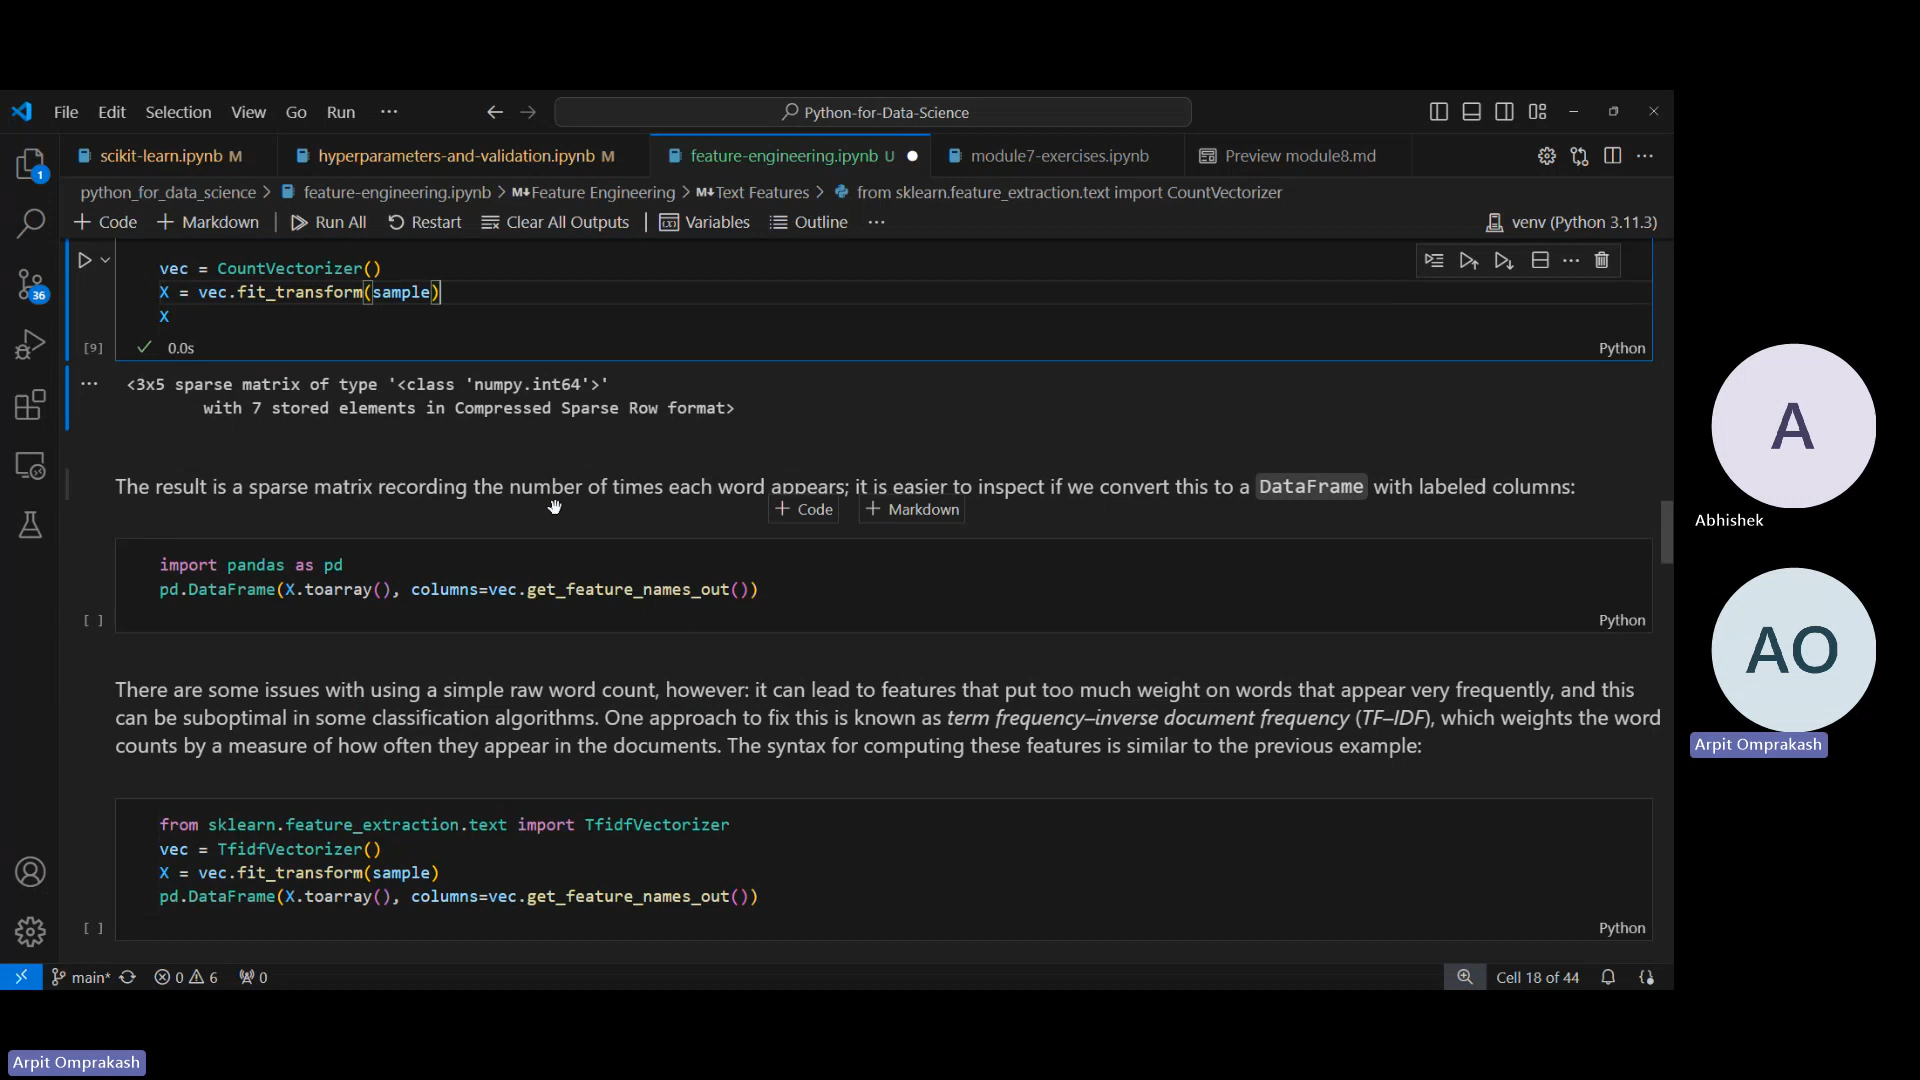 File Edit Selection View Go Run ··· Python-for-Data-Science
scikit-learn.ipynb M hyperparameters-and-validation.ipynb M feature-engineering.ipynb U module7-exercises.ipynb Preview module8.md ···
python_for_data_science > feature-engineering.ipynb > M↓Feature Engineering > M↓Text Features > from sklearn.feature_extraction.text import CountVectorizer
+ Code + Markdown Run All Restart Clear All Outputs Variables Outline ··· venv (Python 3.11.3)
vec = CountVectorizer()
X = vec.fit_transform(sample)
X
[9] 0.0s Python
··· <3x5 sparse matrix of type '<class 'numpy.int64'>'
with 7 stored elements in Compressed Sparse Row format>
The result is a sparse matrix recording the number of times each word appears; it is easier to inspect if we convert this to a DataFrame with labeled columns:
+ Code + Markdown
import pandas as pd
pd.DataFrame(X.toarray(), columns=vec.get_feature_names_out())
[ ] Python
There are some issues with using a simple raw word count, however: it can lead to features that put too much weight on words that appear very frequently, and this
can be suboptimal in some classification algorithms. One approach to fix this is known as term frequency–inverse document frequency (TF–IDF), which weights the word
counts by a measure of how often they appear in the documents. The syntax for computing these features is similar to the previous example:
from sklearn.feature_extraction.text import TfidfVectorizer
vec = TfidfVectorizer()
X = vec.fit_transform(sample)
pd.DataFrame(X.toarray(), columns=vec.get_feature_names_out())
[ ] Python
1
36
main* 0 6 0 Cell 18 of 44
A
Abhishek
AO
Arpit Omprakash
Arpit Omprakash